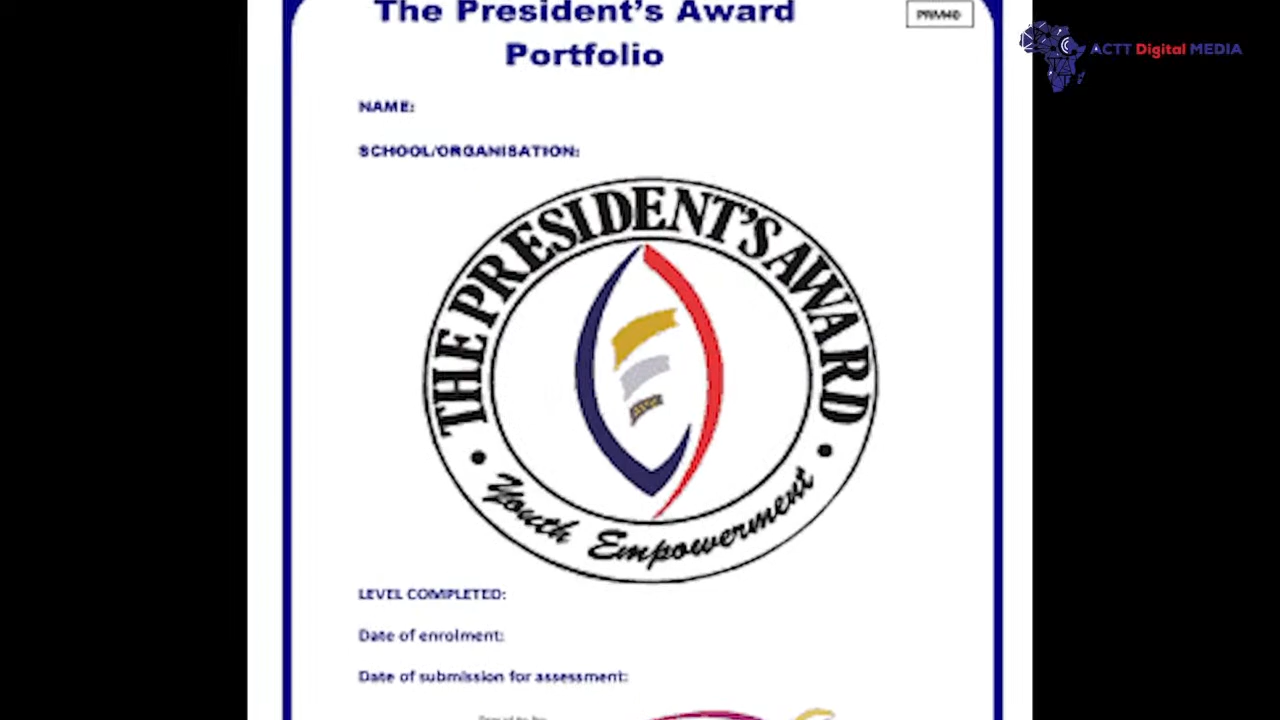 The President's Award
PRM40
Portfolio
ACTT Digital MEDIA
NAME:
SCHOOL/ORGANISATION:
THE PRESIDENT'S AWARD
• Youth Empowerment •
LEVEL COMPLETED:
Date of enrolment:
Date of submission for assessment: